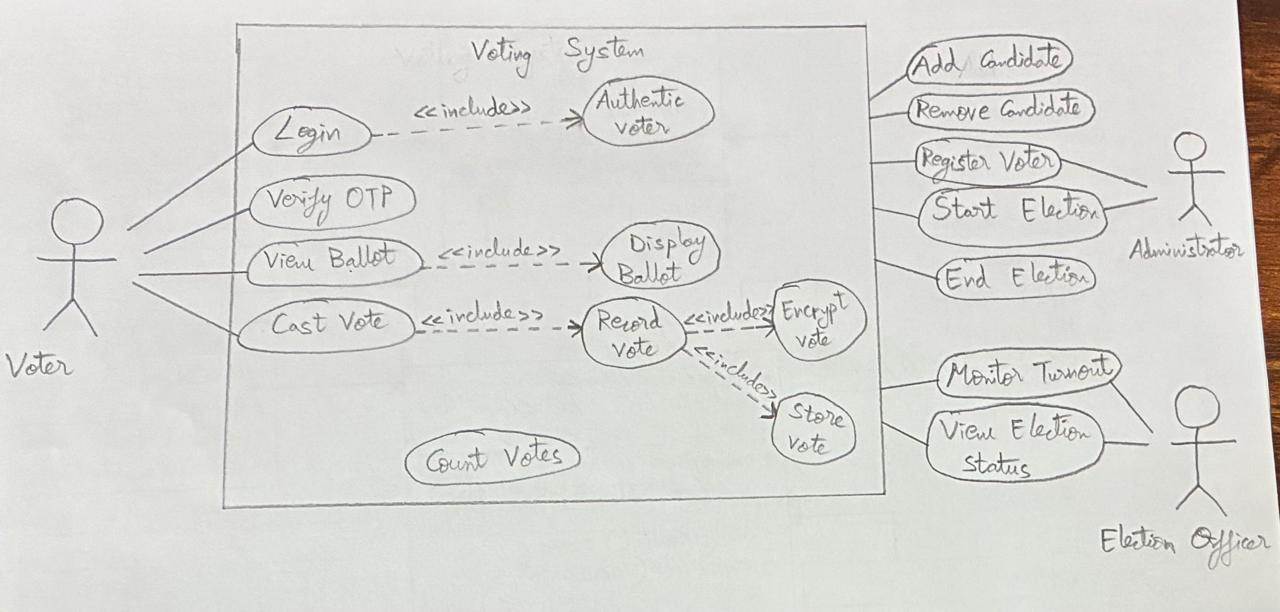 Voting System
Login
<<include>>
Authentic
voter
Verify OTP
View Ballot
<<include>>
Display
Ballot
Cast Vote
<<include>>
Record
vote
<<include>>
Encrypt
vote
<<include>>
Store
vote
Count Votes
Voter
Add Candidate
Remove Candidate
Register Voter
Start Election
End Election
Administrator
Monitor Turnout
View Election
Status
Election Officer